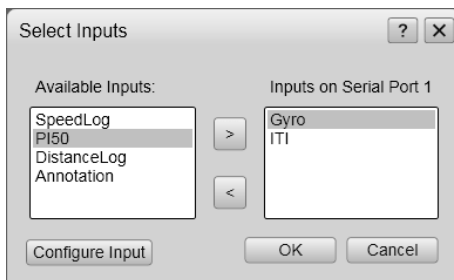 Select Inputs
?
X
Available Inputs:
Inputs on Serial Port 1
SpeedLog
PI50
DistanceLog
Annotation
>
<
Gyro
ITI
Configure Input
OK
Cancel